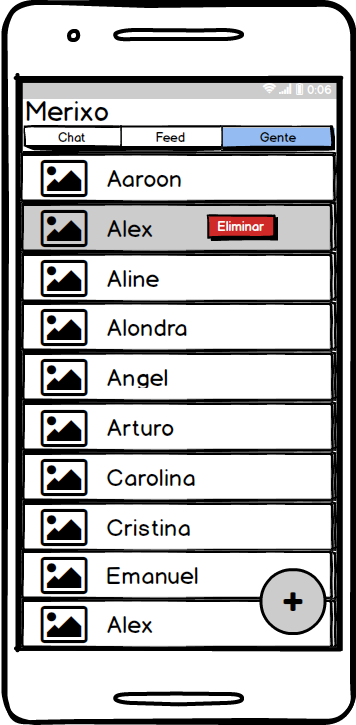 0:06
Merixo
Chat Feed Gente
Aaroon
Alex Eliminar
Aline
Alondra
Angel
Arturo
Carolina
Cristina
Emanuel
+
Alex